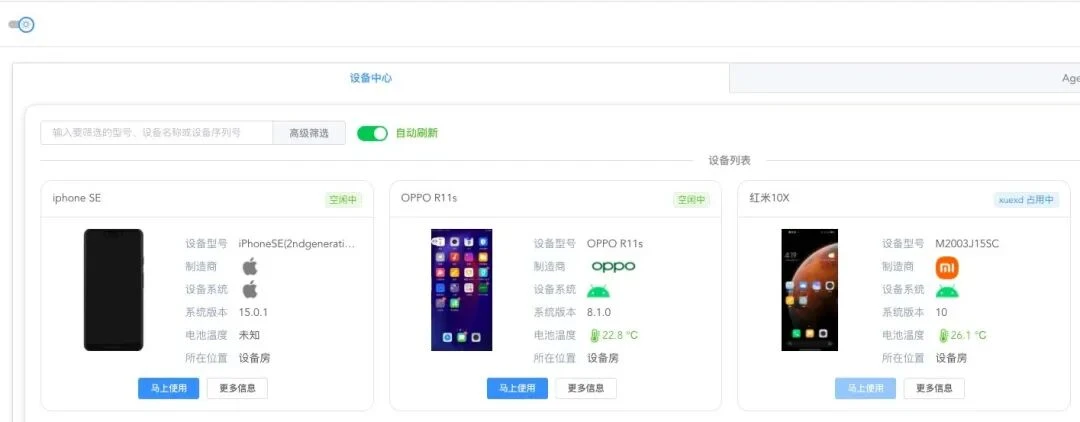 设备中心
Age
输入要筛选的型号、设备名称或设备序列号
高级筛选
自动刷新
设备列表
iphone SE
空闲中
设备型号 iPhoneSE(2ndgenerati...
制造商
设备系统
系统版本 15.0.1
电池温度 未知
所在位置 设备房
马上使用 更多信息
OPPO R11s
空闲中
设备型号 OPPO R11s
制造商 oppo
设备系统
系统版本 8.1.0
电池温度 22.8 ℃
所在位置 设备房
马上使用 更多信息
红米10X
xuexd 占用中
设备型号 M2003J15SC
制造商 mi
设备系统
系统版本 10
电池温度 26.1 ℃
所在位置 设备房
马上使用 更多信息
4:19